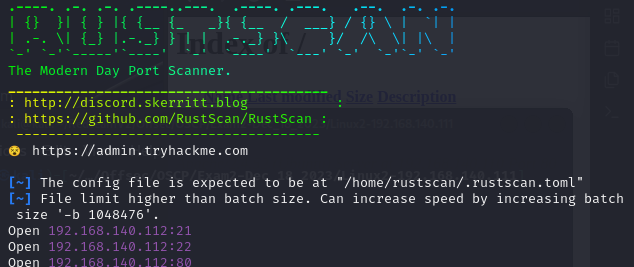 The Modern Day Port Scanner.
: http://discord.skerritt.blog :
: https://github.com/RustScan/RustScan :
https://admin.tryhackme.com
[~] The config file is expected to be at "/home/rustscan/.rustscan.toml"
[~] File limit higher than batch size. Can increase speed by increasing batch
size '-b 1048476'.
Open 192.168.140.112:21
Open 192.168.140.112:22
Open 192.168.140.112:80